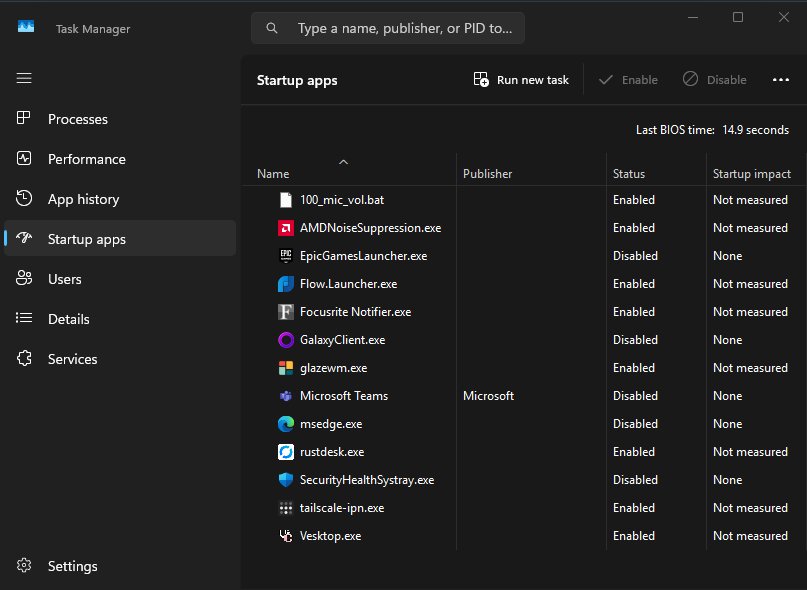 Task Manager
Type a name, publisher, or PID to...
Startup apps
Run new task
Enable
Disable
Processes
Performance
App history
Startup apps
Users
Details
Services
Settings
Last BIOS time: 14.9 seconds
Name Publisher Status Startup impact
100_mic_vol.bat Enabled Not measured
AMDNoiseSuppression.exe Enabled Not measured
EPIC GAMES EpicGamesLauncher.exe Disabled None
Flow.Launcher.exe Enabled Not measured
F Focusrite Notifier.exe Enabled Not measured
GalaxyClient.exe Disabled None
glazewm.exe Enabled Not measured
Microsoft Teams Microsoft Disabled None
msedge.exe Disabled None
rustdesk.exe Enabled Not measured
SecurityHealthSystray.exe Disabled None
tailscale-ipn.exe Enabled Not measured
Vesktop.exe Enabled Not measured